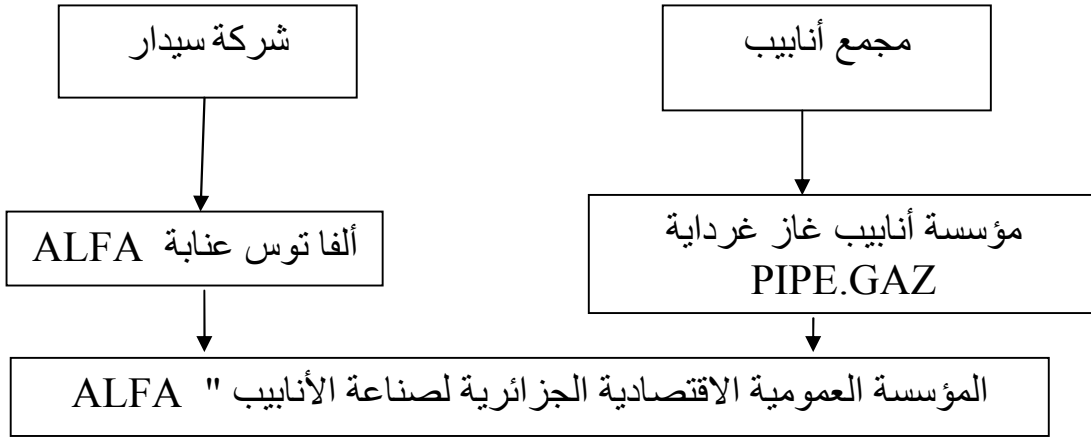 مجمع أنابيب
شركة سيدار
مؤسسة أنابيب غاز غرداية
PIPE.GAZ
ألفا توس عنابة ALFA
المؤسسة العمومية الاقتصادية الجزائرية لصناعة الأنابيب " ALFA